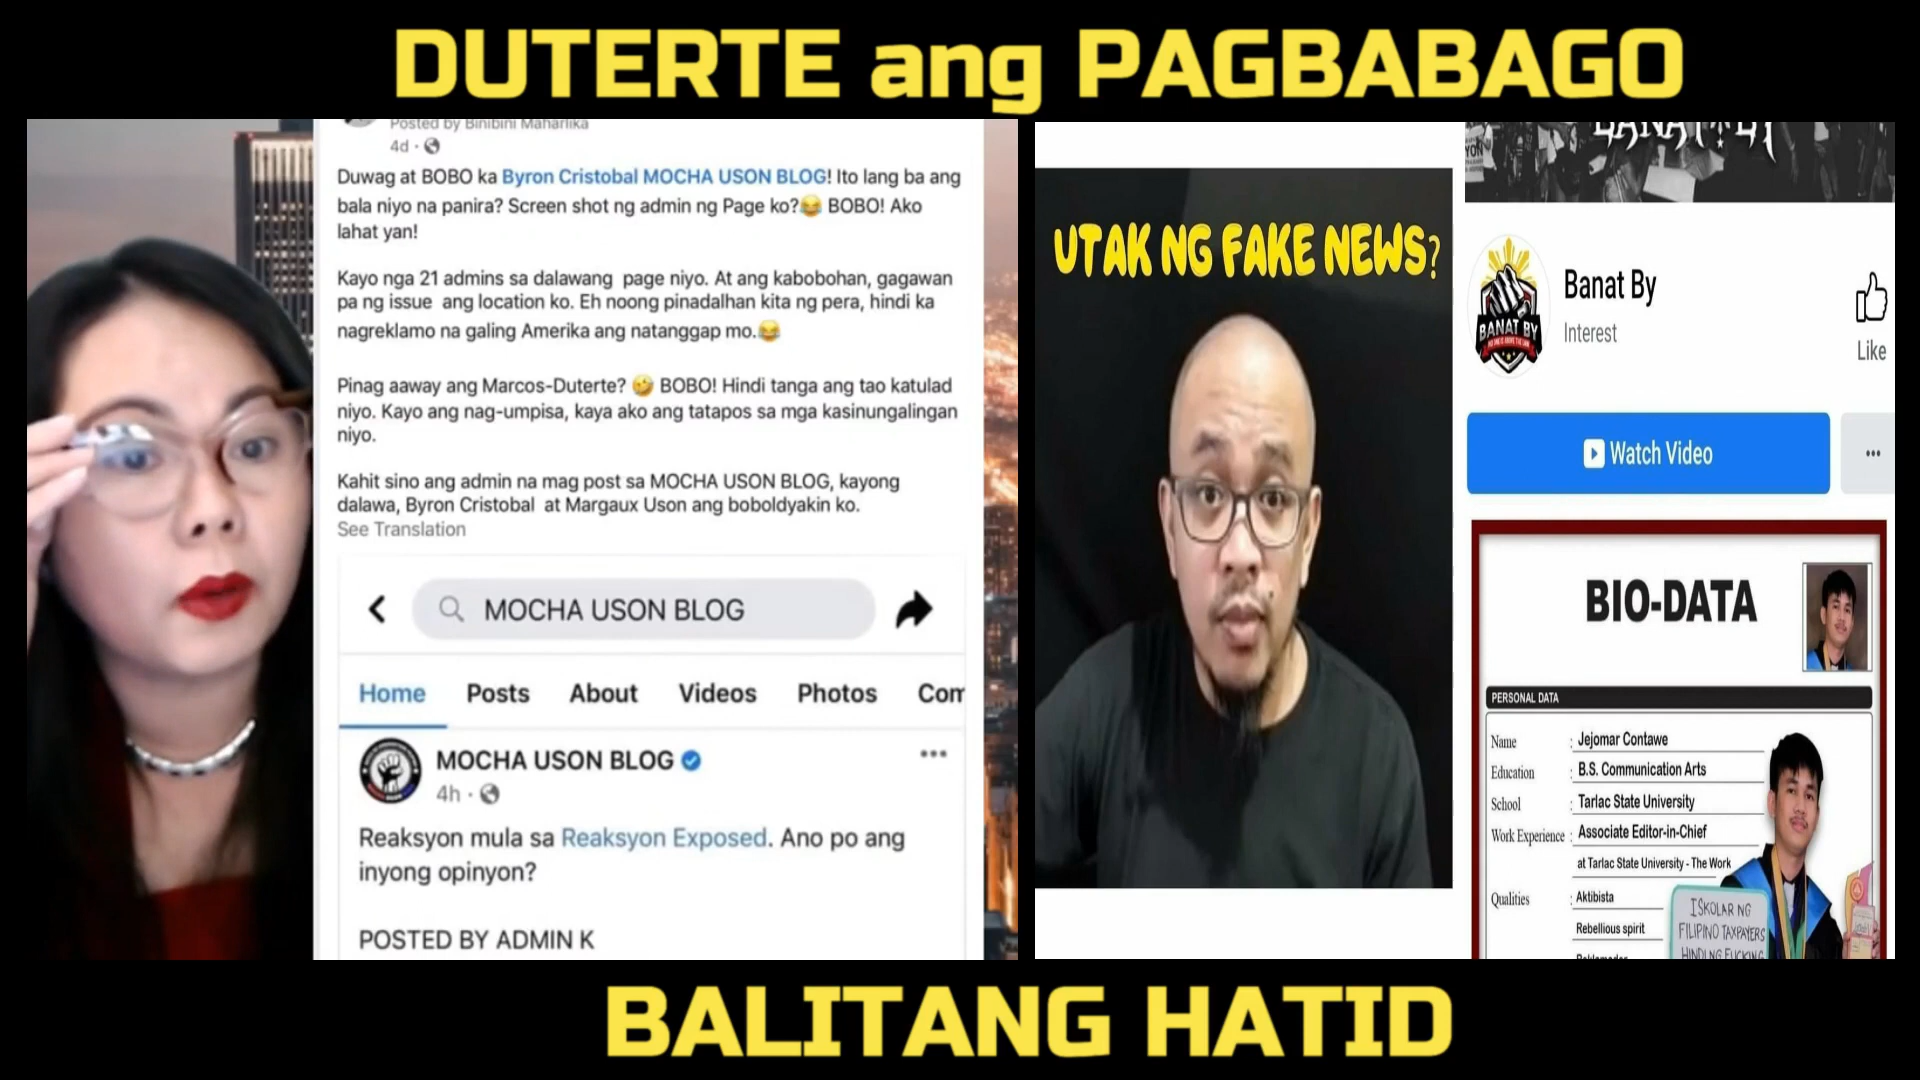 DUTERTE ang PAGBABAGO
Posted by Binibini Maharlika
4d
Duwag at BOBO ka Byron Cristobal MOCHA USON BLOG! Ito lang ba ang
bala niyo na panira? Screen shot ng admin ng Page ko?😂 BOBO! Ako
lahat yan!
Kayo nga 21 admins sa dalawang page niyo. At ang kabobohan, gagawan
pa ng issue ang location ko. Eh noong pinadalhan kita ng pera, hindi ka
nagreklamo na galing Amerika ang natanggap mo.😂
Pinag aaway ang Marcos-Duterte? 🤣 BOBO! Hindi tanga ang tao katulad
niyo. Kayo ang nag-umpisa, kaya ako ang tatapos sa mga kasinungalingan
niyo.
Kahit sino ang admin na mag post sa MOCHA USON BLOG, kayong
dalawa, Byron Cristobal at Margaux Uson ang boboldyakin ko.
See Translation
MOCHA USON BLOG
Home Posts About Videos Photos Com
MOCHA USON BLOG
4h
Reaksyon mula sa Reaksyon Exposed. Ano po ang
inyong opinyon?
POSTED BY ADMIN K
UTAK NG FAKE NEWS?
YON
BANAT BY
Banat By
Interest
Like
BANAT BY
Watch Video
BIO-DATA
PERSONAL DATA
Name : Jejomar Contawe
Education : B.S. Communication Arts
School : Tarlac State University
Work Experience : Associate Editor-in-Chief
at Tarlac State University - The Work
Qualities : Aktibista
Rebellious spirit
ISKOLAR NG
FILIPINO TAXPAYERS
HINDI NG FUCKING
BALITANG HATID